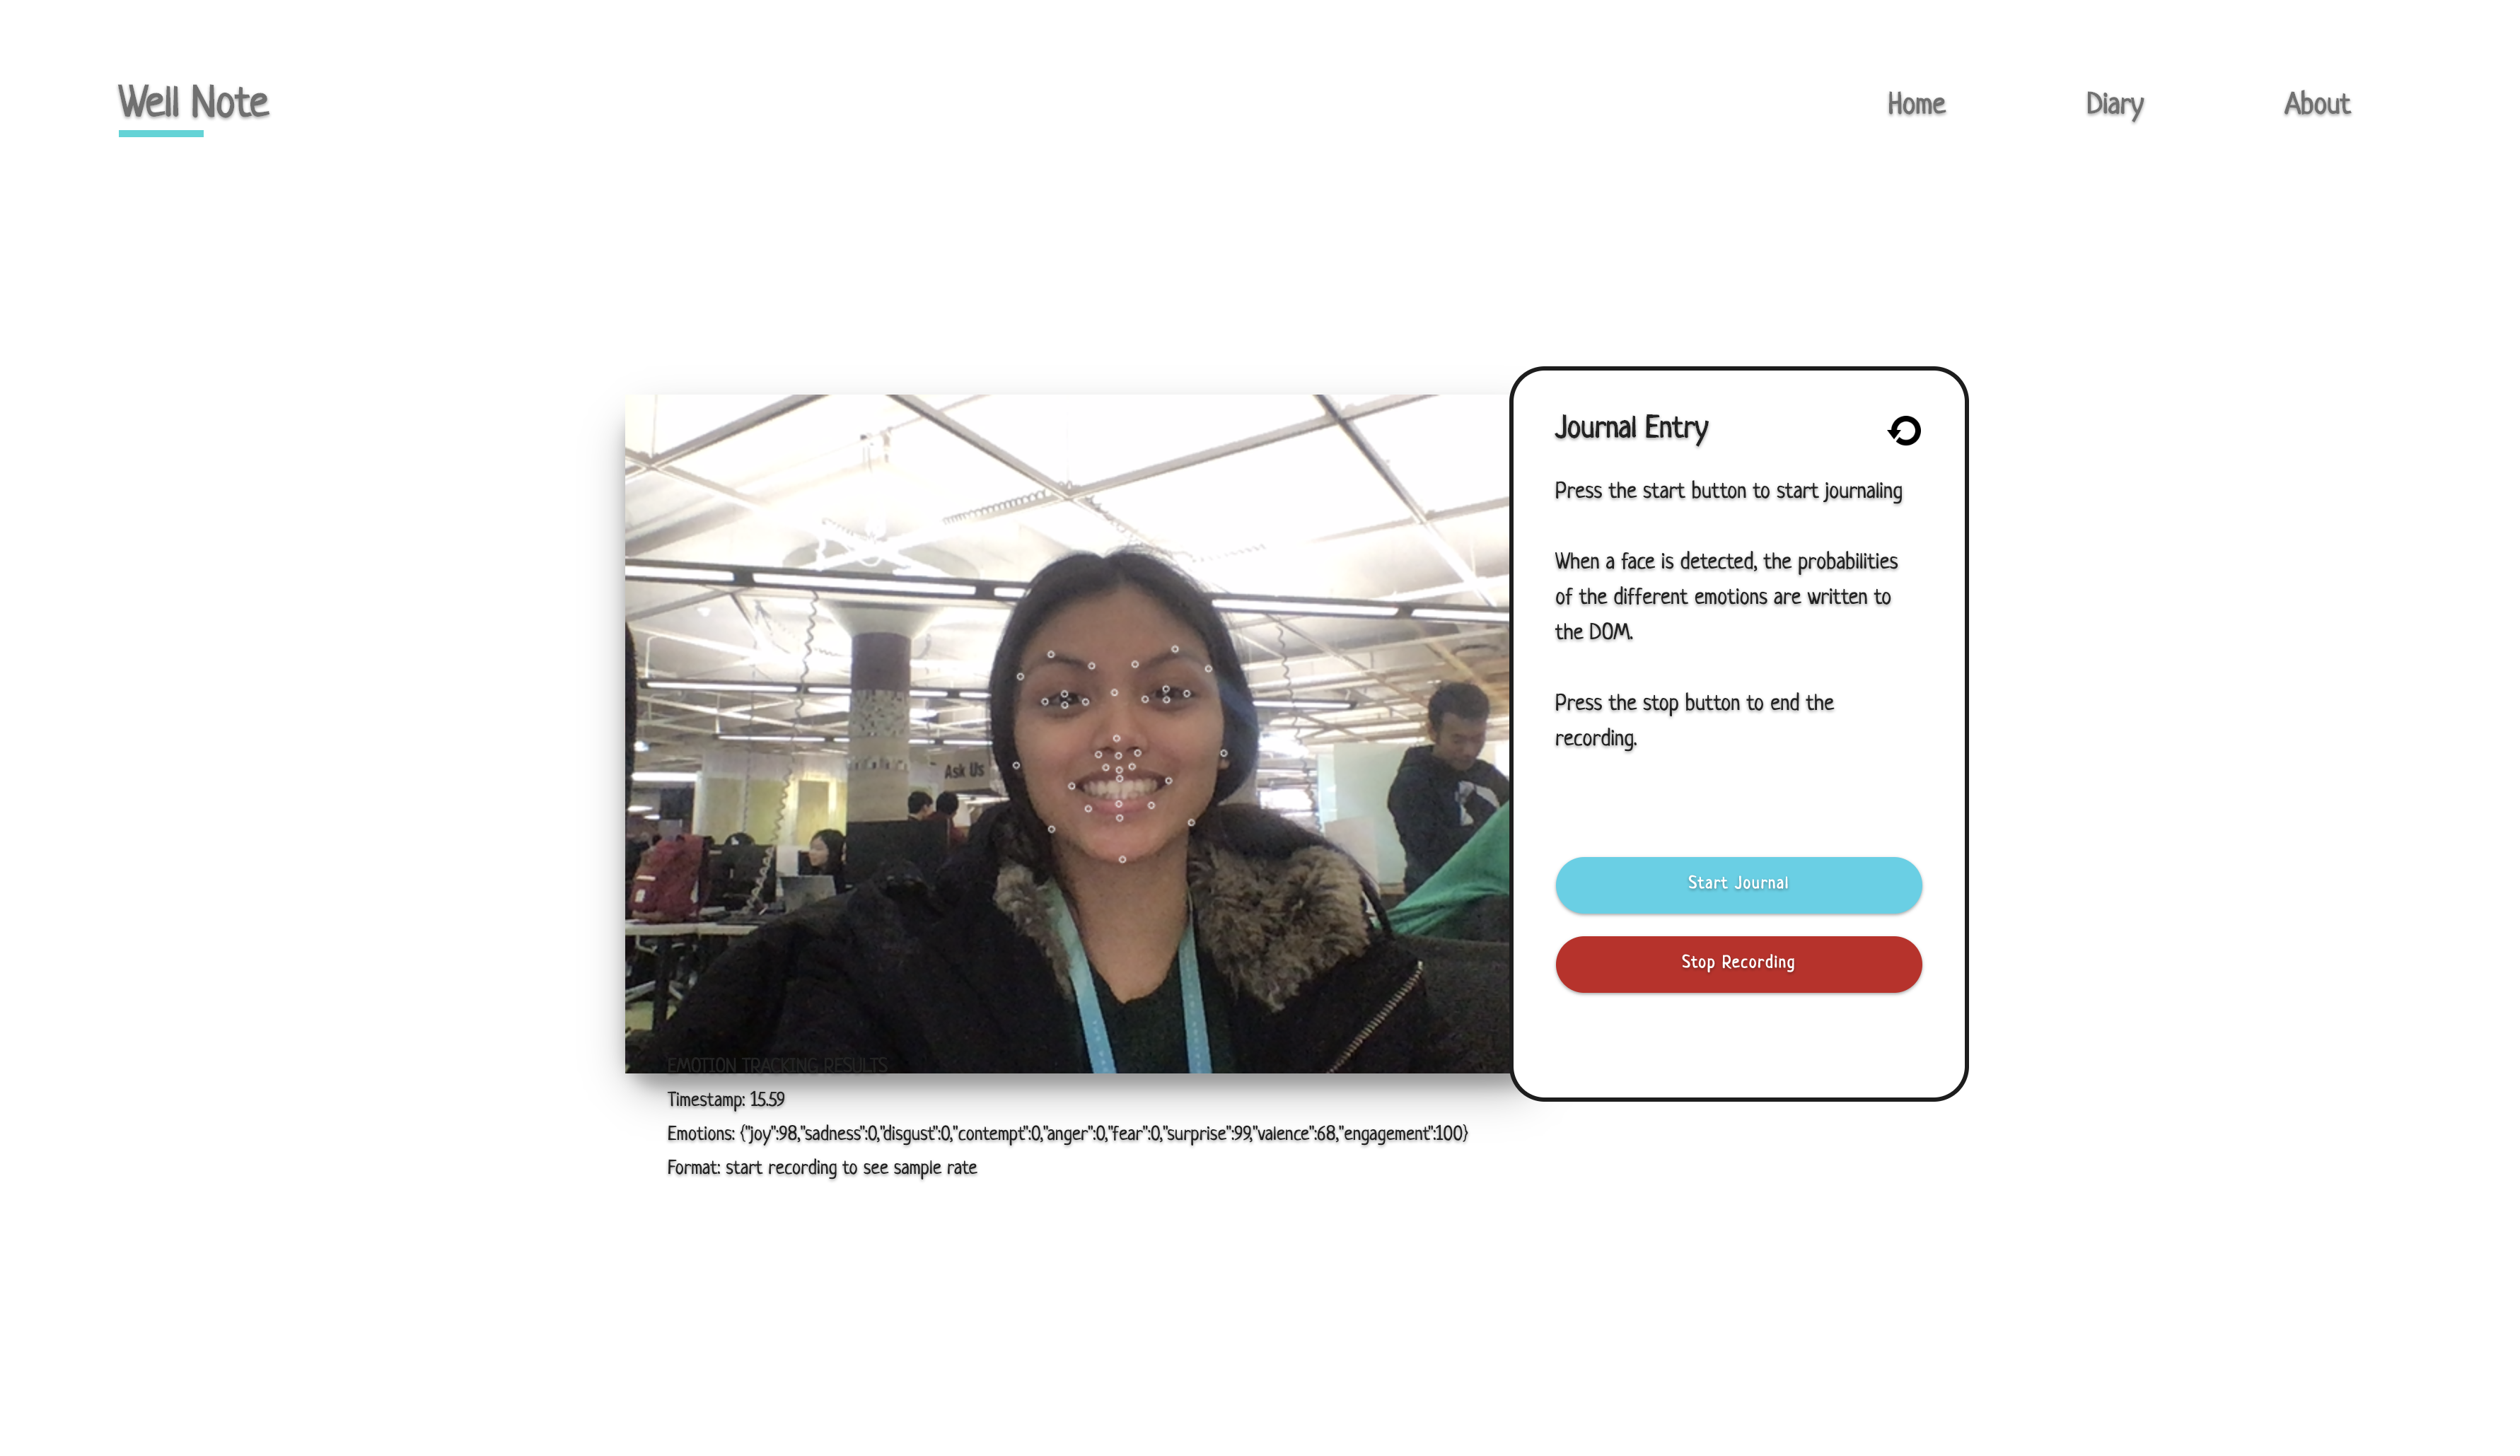 Well Note
Home
Diary
About
Ask Us
Journal Entry
Press the start button to start journaling
When a face is detected, the probabilities
of the different emotions are written to
the DOM.
Press the stop button to end the
recording.
Start Journal
Stop Recording
EMOTION TRACKING RESULTS
Timestamp: 15.59
Emotions: {"joy":98,"sadness":0,"disgust":0,"contempt":0,"anger":0,"fear":0,"surprise":99,"valence":68,"engagement":100}
Format: start recording to see sample rate